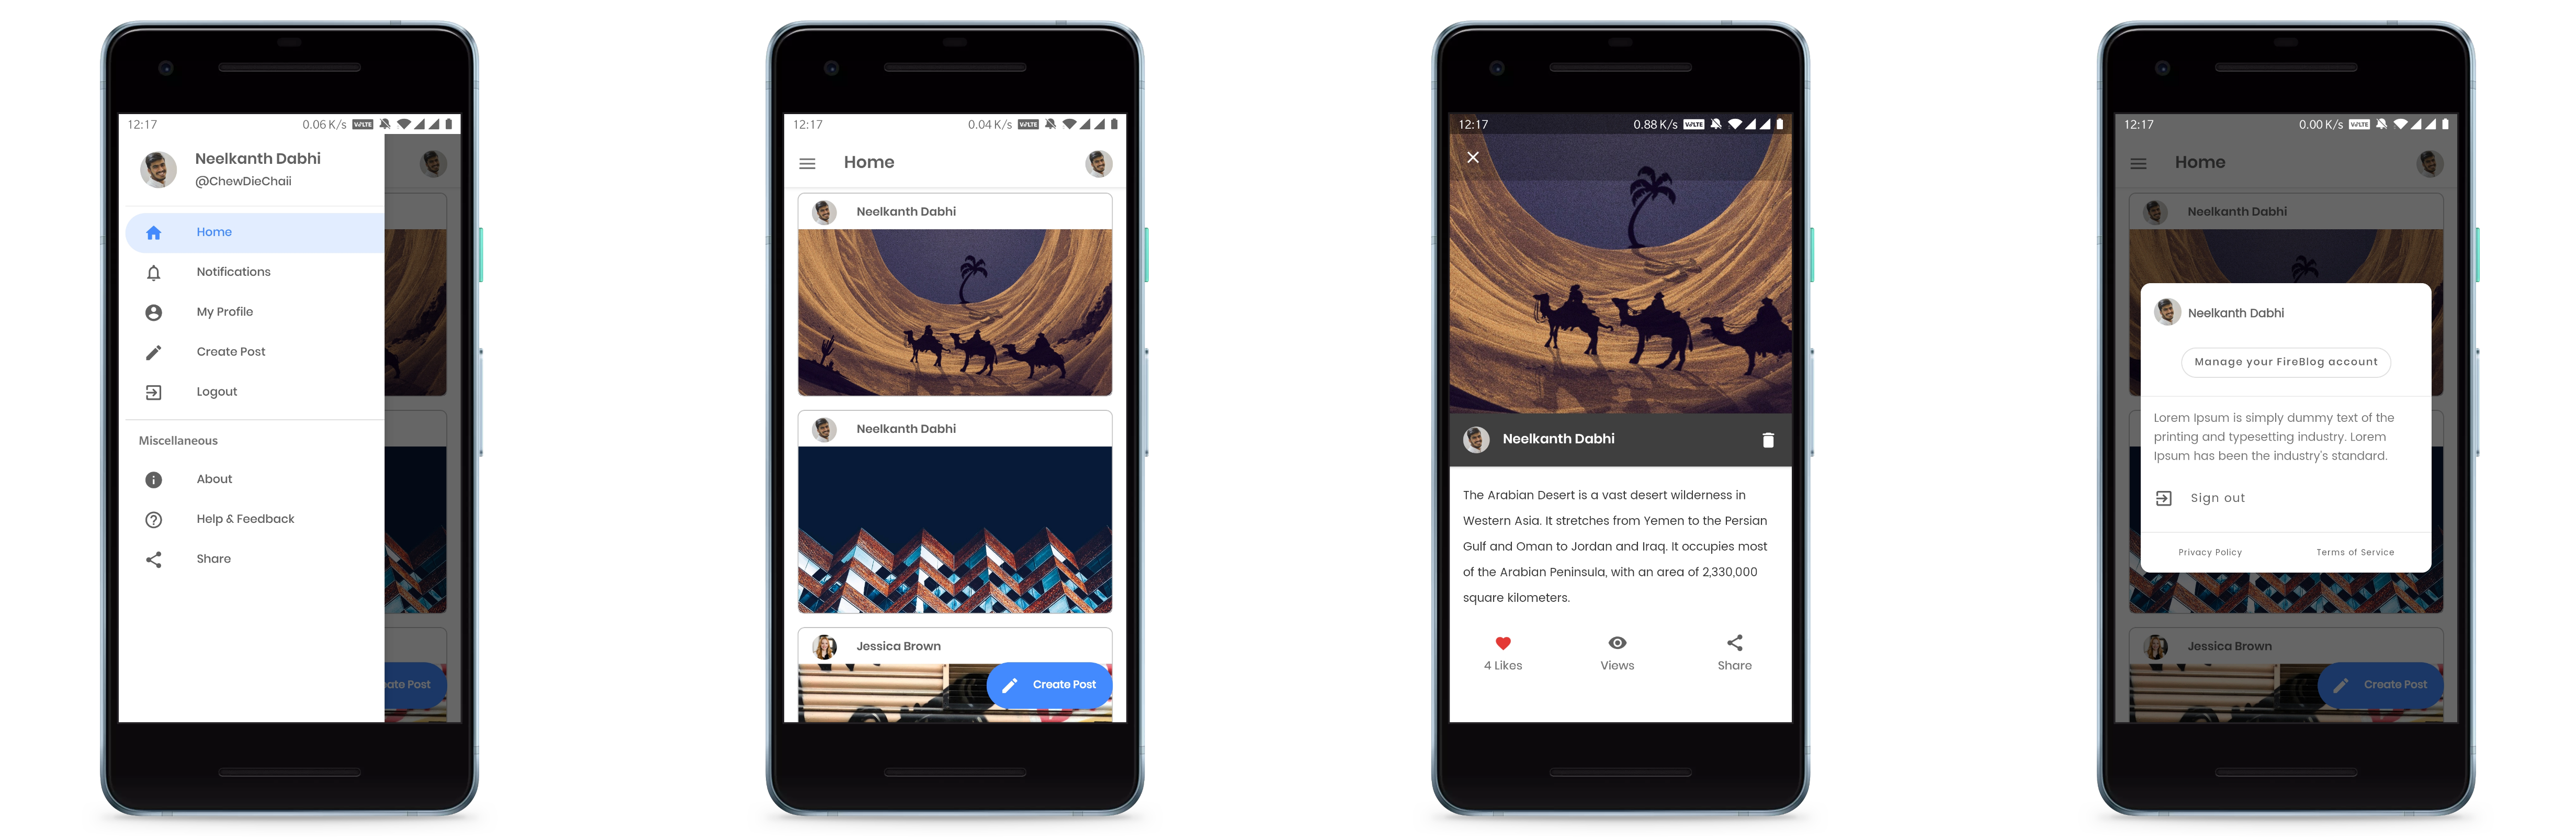 12:17
0.06 K/s VoLTE
Neelkanth Dabhi
@ChewDieChaii
Home
Notifications
My Profile
Create Post
Logout
Miscellaneous
About
Help & Feedback
Share
ate Post
12:17
0.04 K/s VoLTE
Home
Neelkanth Dabhi
Neelkanth Dabhi
Jessica Brown
Create Post
12:17
0.88 K/s VoLTE
Neelkanth Dabhi
The Arabian Desert is a vast desert wilderness in
Western Asia. It stretches from Yemen to the Persian
Gulf and Oman to Jordan and Iraq. It occupies most
of the Arabian Peninsula, with an area of 2,330,000
square kilometers.
4 Likes
Views
Share
12:17
0.00 K/s VoLTE
Home
Neelkanth Dabhi
Neelkanth Dabhi
Manage your FireBlog account
Lorem Ipsum is simply dummy text of the
printing and typesetting industry. Lorem
Ipsum has been the industry's standard.
Sign out
Privacy Policy
Terms of Service
Jessica Brown
Create Post